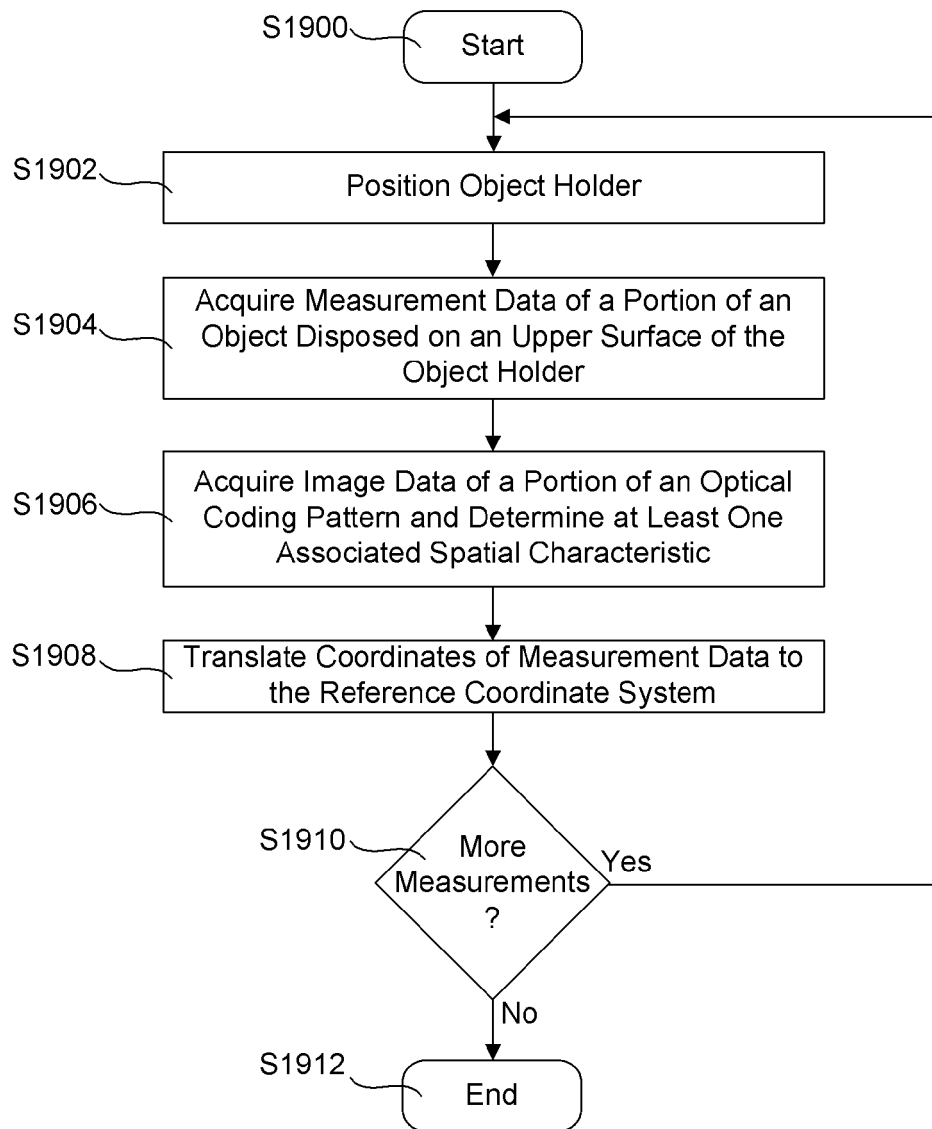 S1900
Start
S1902
Position Object Holder
S1904
Acquire Measurement Data of a Portion of an
Object Disposed on an Upper Surface of the
Object Holder
S1906
Acquire Image Data of a Portion of an Optical
Coding Pattern and Determine at Least One
Associated Spatial Characteristic
S1908
Translate Coordinates of Measurement Data to
the Reference Coordinate System
S1910
More
Measurements
?
Yes
No
S1912
End